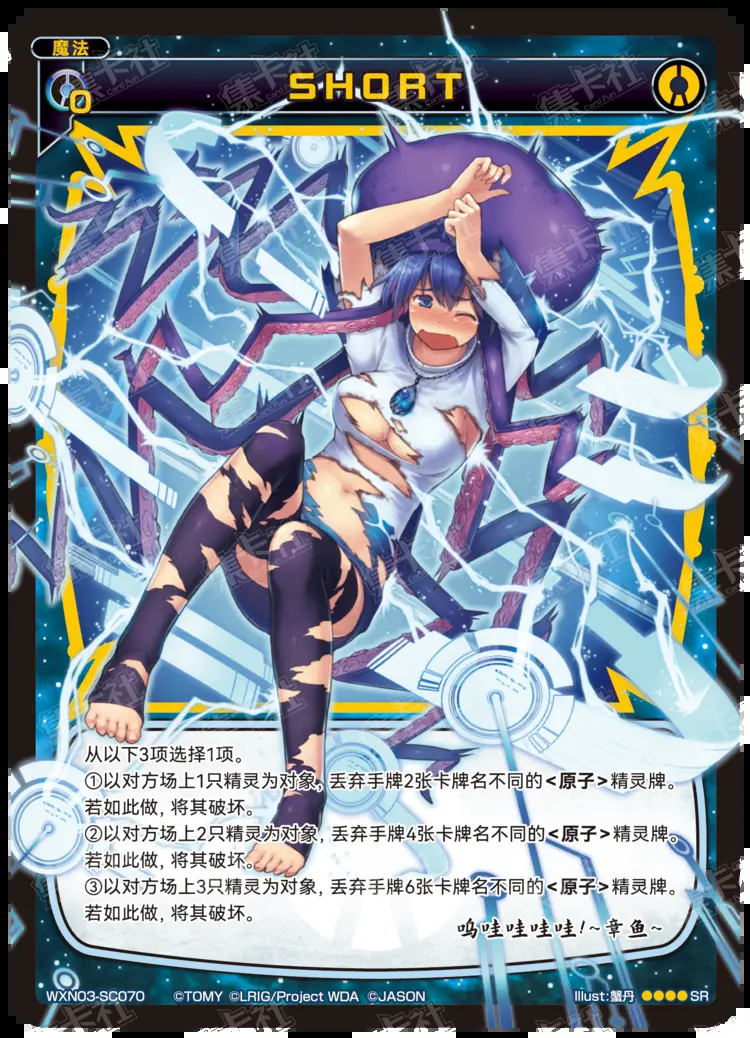 魔法
0
SHORT
从以下3项选择1项。
①以对方场上1只精灵为对象, 丢弃手牌2张卡牌名不同的<原子>精灵牌。
若如此做, 将其破坏。
②以对方场上2只精灵为对象, 丢弃手牌4张卡牌名不同的<原子>精灵牌。
若如此做, 将其破坏。
③以对方场上3只精灵为对象, 丢弃手牌6张卡牌名不同的<原子>精灵牌。
若如此做, 将其破坏。
呜哇哇哇哇!~章鱼~
WXN03-SC070 ©TOMY ©LRIG/Project WDA ©JASON Illust:蟹丹 SR
集卡社